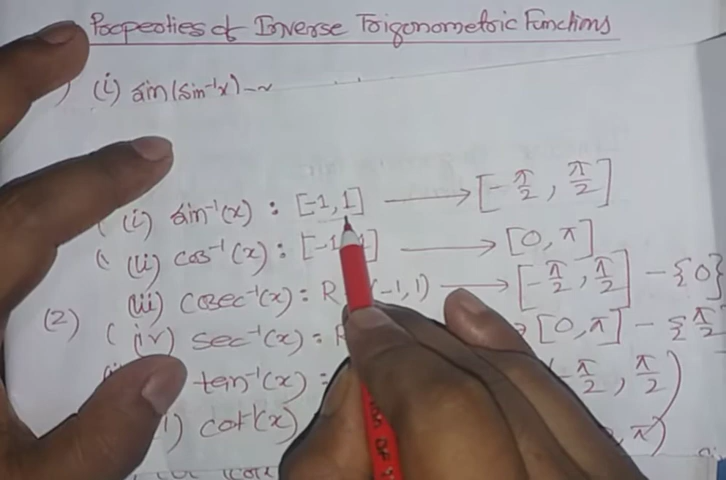 Properties of Inverse Trigonometric Functions
) (i) sin(sin⁻¹x) –
(i) sin⁻¹(x) : [-1,1] ⟶ [-π/2, π/2]
(ii) cos⁻¹(x) : [-1, 1] ⟶ [0, π]
(iii) cosec⁻¹(x) : R (-1,1) ⟶ [-π/2, π/2] - {0}
(2) (iv) sec⁻¹(x) : R [0,π] - {π/2
tan⁻¹(x) : -π/2, π/2)
cot⁻¹(x) , π)